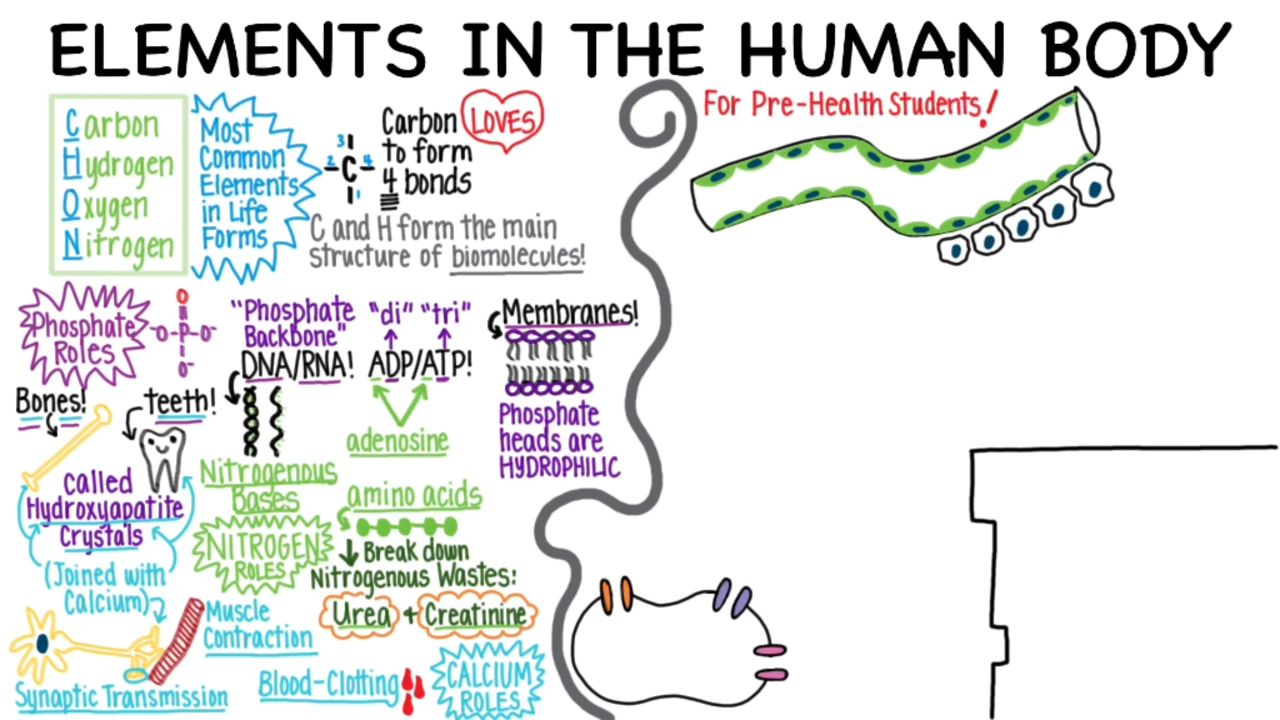 ELEMENTS IN THE HUMAN BODY
For Pre-Health Students!
Carbon
Hydrogen
Oxygen
Nitrogen
Most
Common
Elements
in Life
Forms
3
2 C 4
1
Carbon LOVES
to form
4 bonds
C and H form the main
structure of biomolecules!
Phosphate
Roles
O
-O-P-O-
O-
"Phosphate
Backbone"
DNA/RNA!
"di" "tri"
ADP/ATP!
adenosine
Membranes!
Phosphate
heads are
HYDROPHILIC
Bones!
teeth!
called
Hydroxyapatite
Crystals
(Joined with
Calcium)
Nitrogenous
Bases
NITROGEN
ROLES
amino acids
Break down
Nitrogenous Wastes:
Urea + Creatinine
Muscle
Contraction
Synaptic Transmission
Blood-Clotting
CALCIUM
ROLES